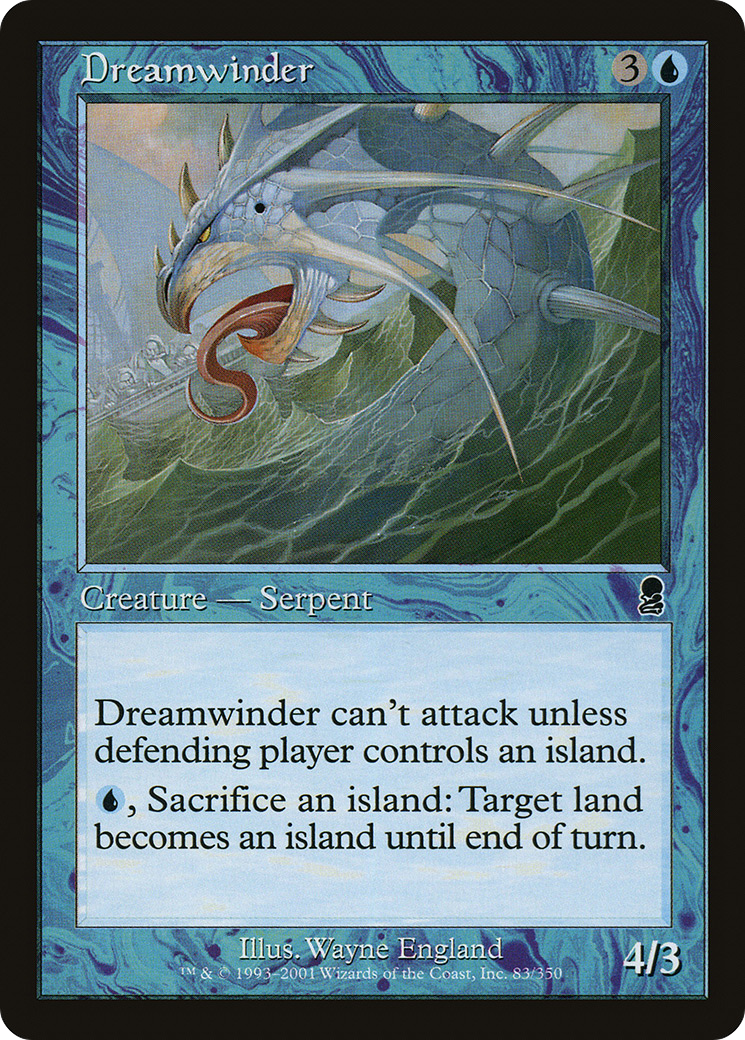 Dreamwinder 3
Creature — Serpent
Dreamwinder can't attack unless
defending player controls an island.
, Sacrifice an island: Target land
becomes an island until end of turn.
Illus. Wayne England
™ & © 1993–2001 Wizards of the Coast, Inc. 83/350
4/3